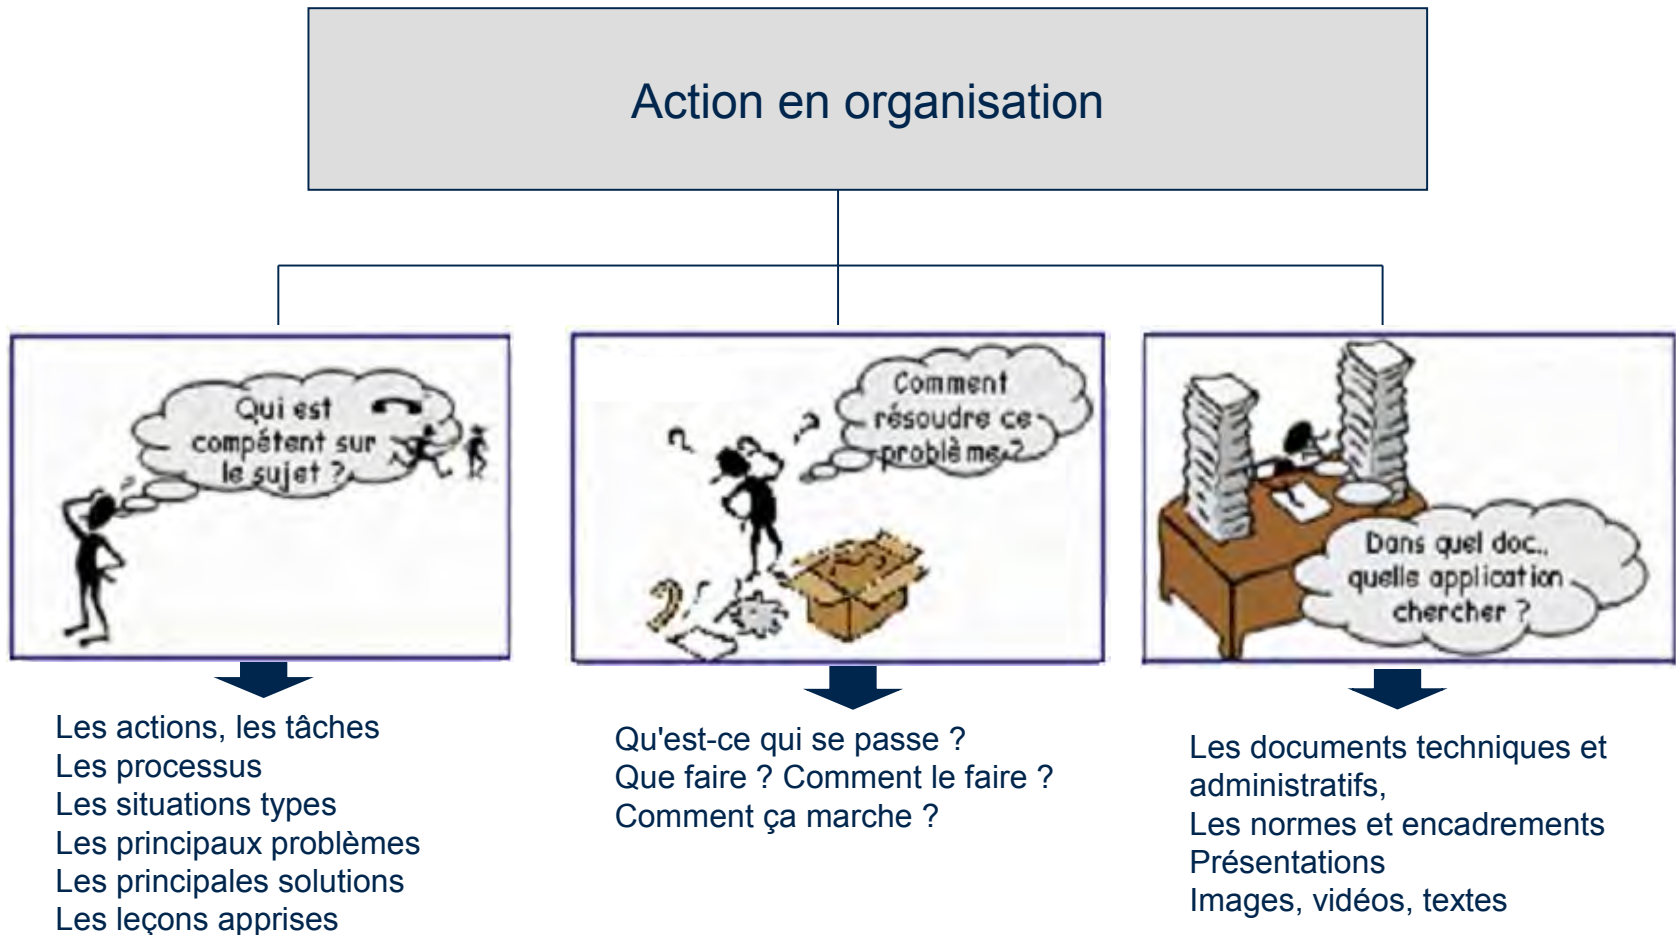 Action en organisation
Qui est
compétent sur
le sujet ?
Comment
résoudre ce
problème ?
Dans quel doc.,
quelle application
chercher ?
Les actions, les tâches
Les processus
Les situations types
Les principaux problèmes
Les principales solutions
Les leçons apprises
Qu'est-ce qui se passe ?
Que faire ? Comment le faire ?
Comment ça marche ?
Les documents techniques et
administratifs,
Les normes et encadrements
Présentations
Images, vidéos, textes